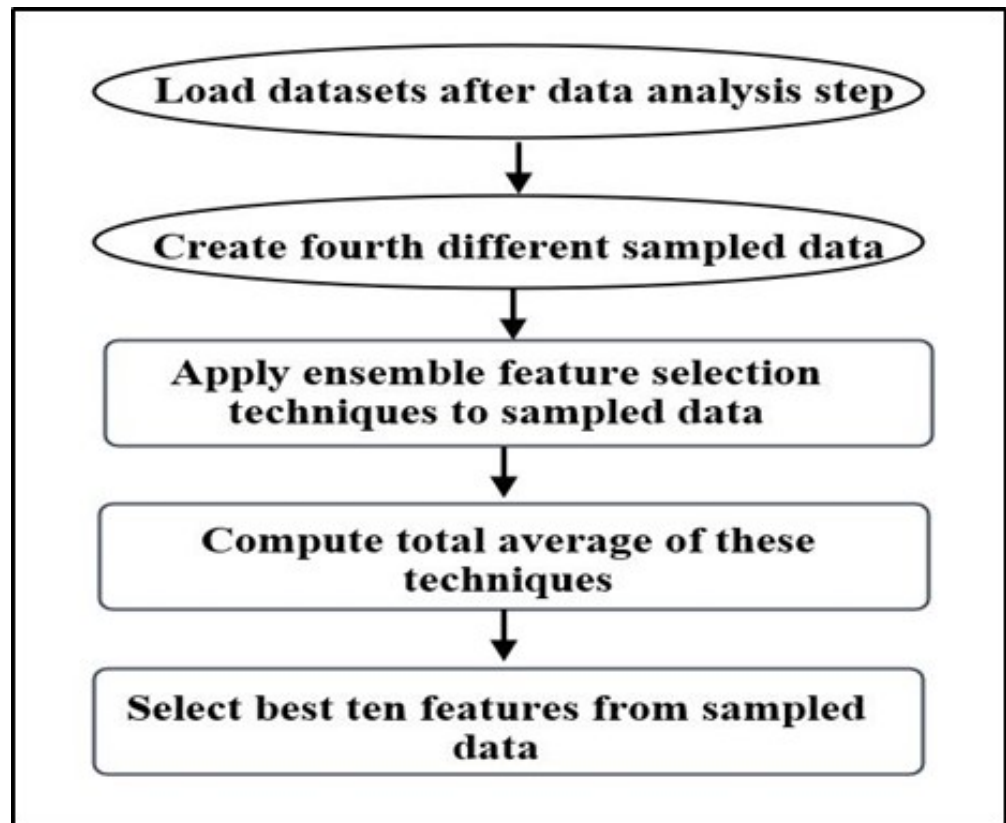 Load datasets after data analysis step
Create fourth different sampled data
Apply ensemble feature selection
techniques to sampled data
Compute total average of these
techniques
Select best ten features from sampled
data